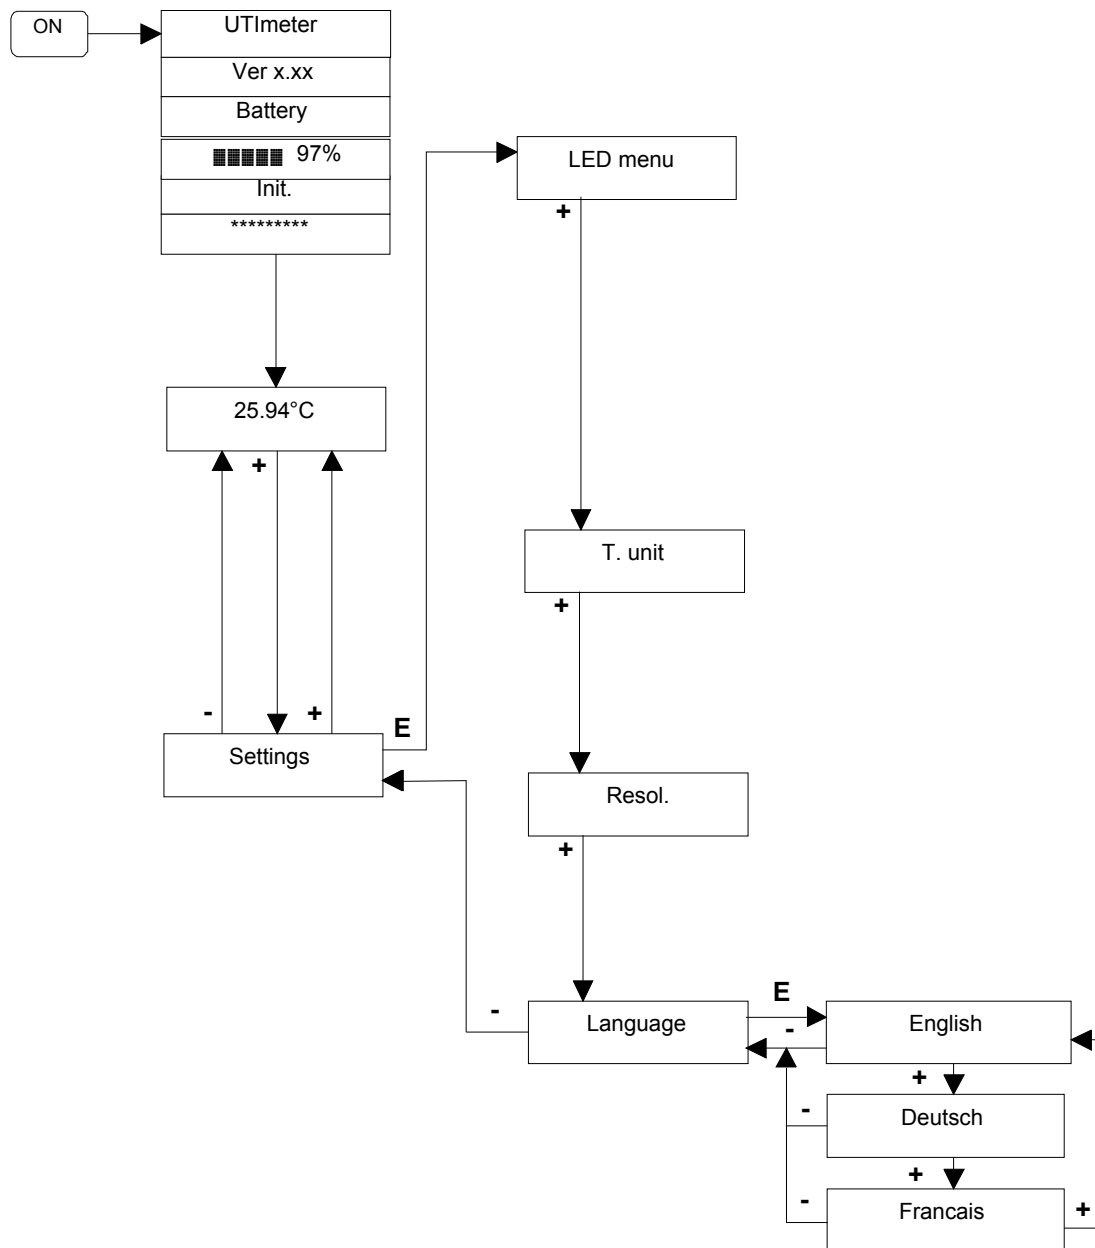 ON
UTImeter
Ver x.xx
Battery
97%
Init.
*********
LED menu
+
25.94°C
+
T. unit
+
-
+
E
Settings
Resol.
+
-
Language
E
-
English
+
-
Deutsch
+
-
Francais
+